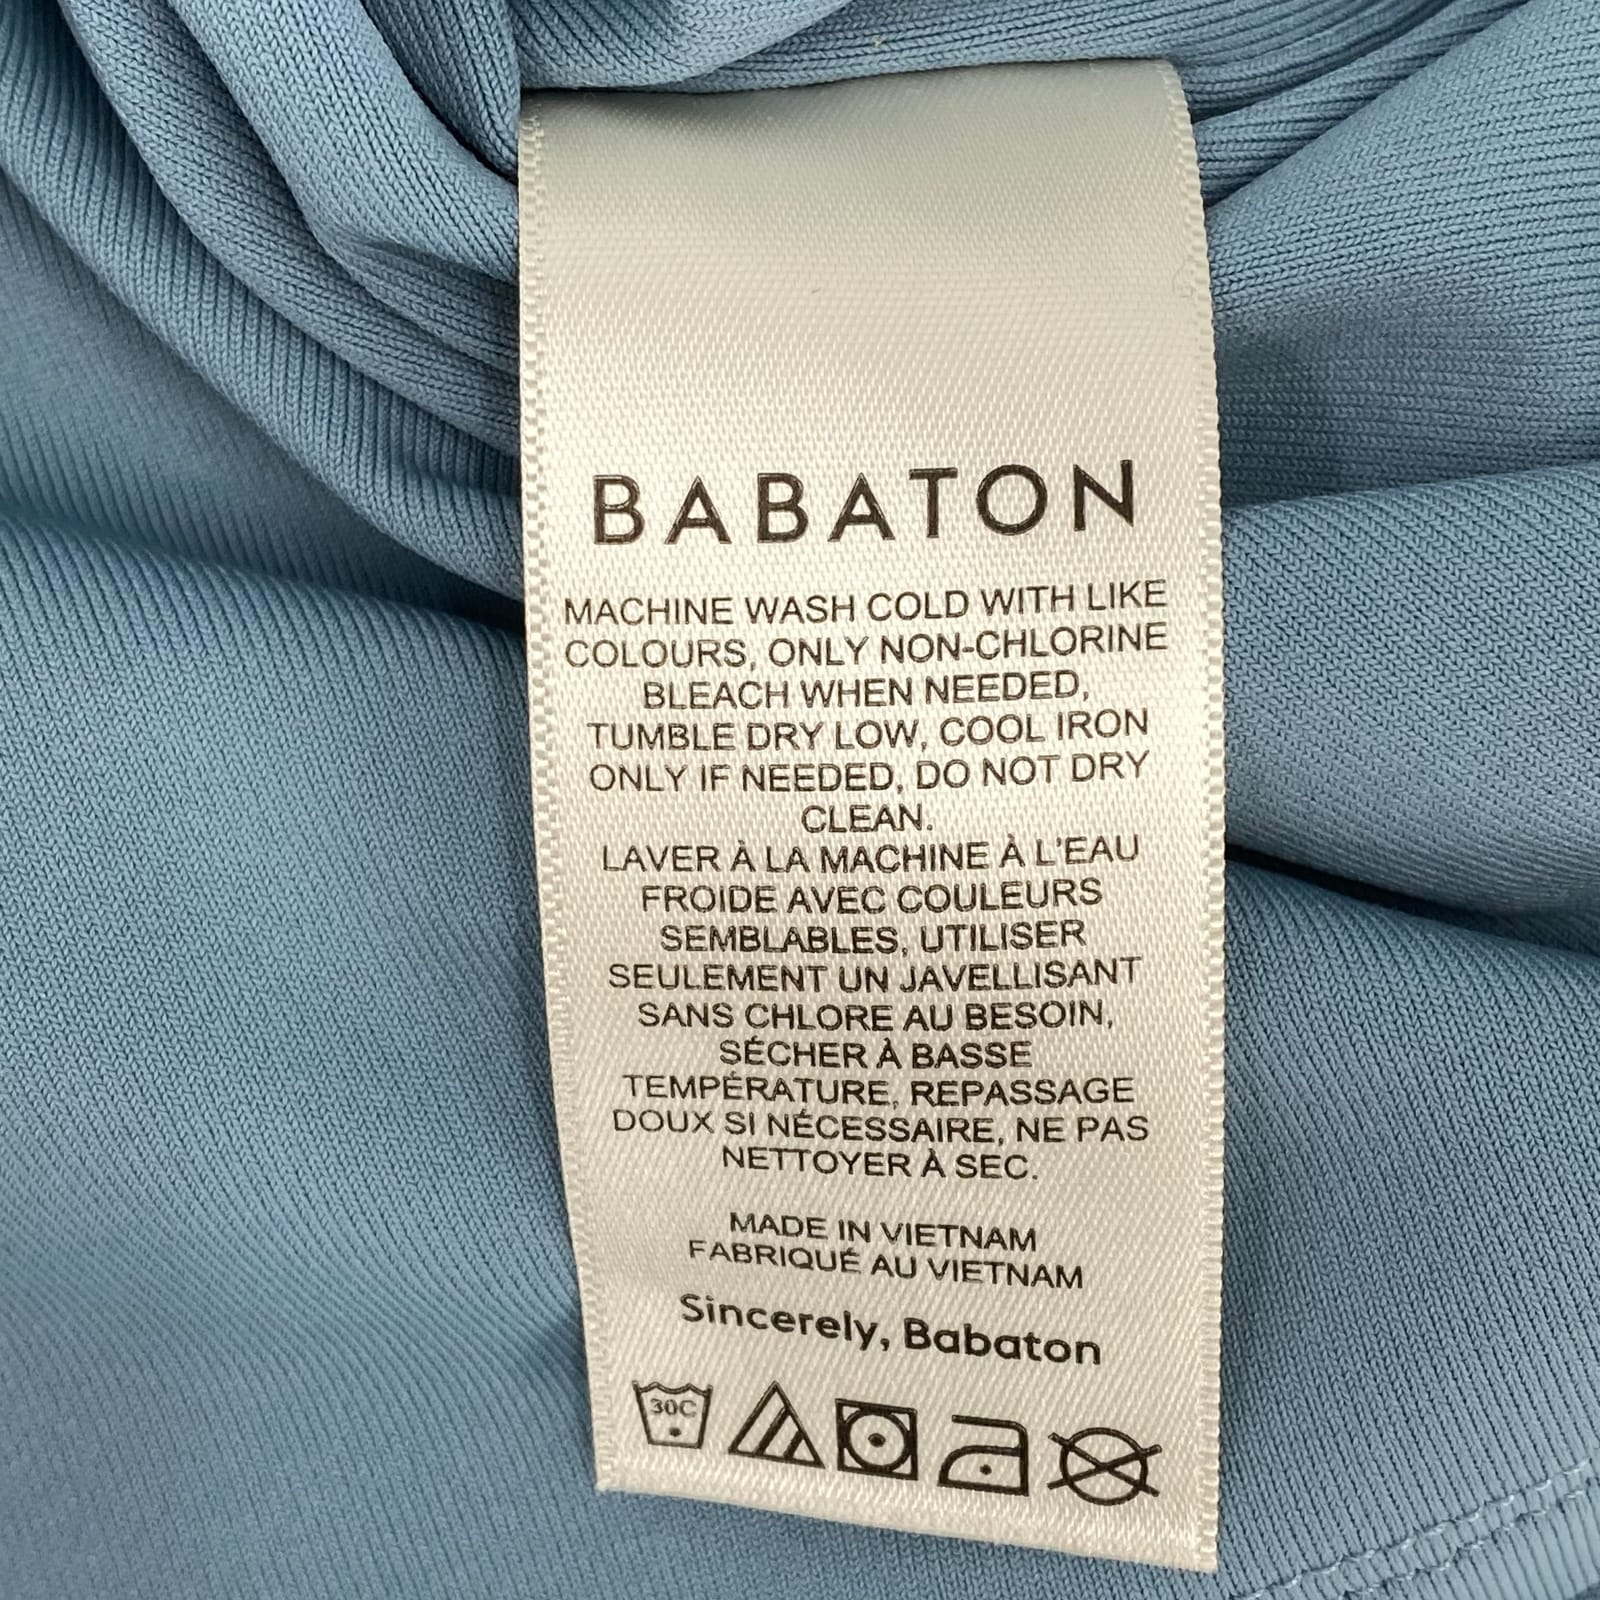 BABATON
MACHINE WASH COLD WITH LIKE
COLOURS, ONLY NON-CHLORINE
BLEACH WHEN NEEDED,
TUMBLE DRY LOW, COOL IRON
ONLY IF NEEDED, DO NOT DRY
CLEAN.
LAVER À LA MACHINE À L'EAU
FROIDE AVEC COULEURS
SEMBLABLES, UTILISER
SEULEMENT UN JAVELLISANT
SANS CHLORE AU BESOIN,
SÉCHER À BASSE
TEMPÉRATURE, REPASSAGE
DOUX SI NÉCESSAIRE, NE PAS
NETTOYER À SEC.
MADE IN VIETNAM
FABRIQUÉ AU VIETNAM
Sincerely, Babaton
30C